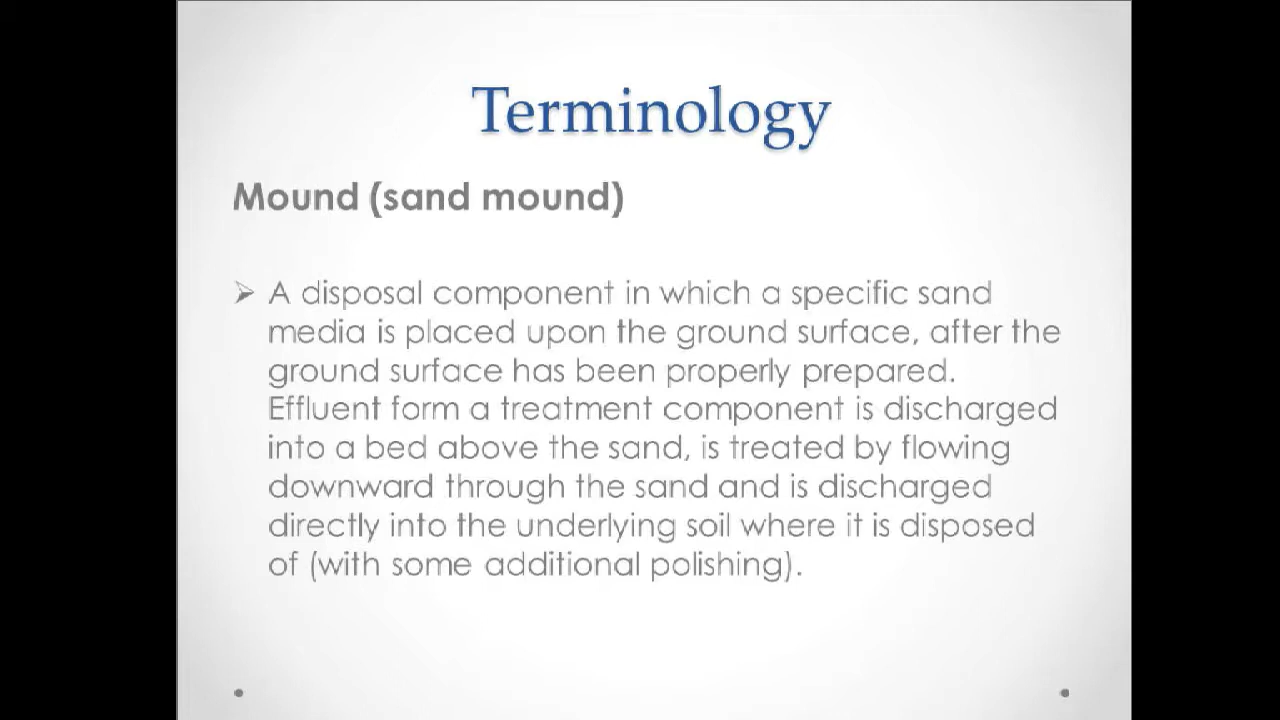 Terminology
Mound (sand mound)
A disposal component in which a specific sand
media is placed upon the ground surface, after the
ground surface has been properly prepared.
Effluent form a treatment component is discharged
into a bed above the sand, is treated by flowing
downward through the sand and is discharged
directly into the underlying soil where it is disposed
of (with some additional polishing).